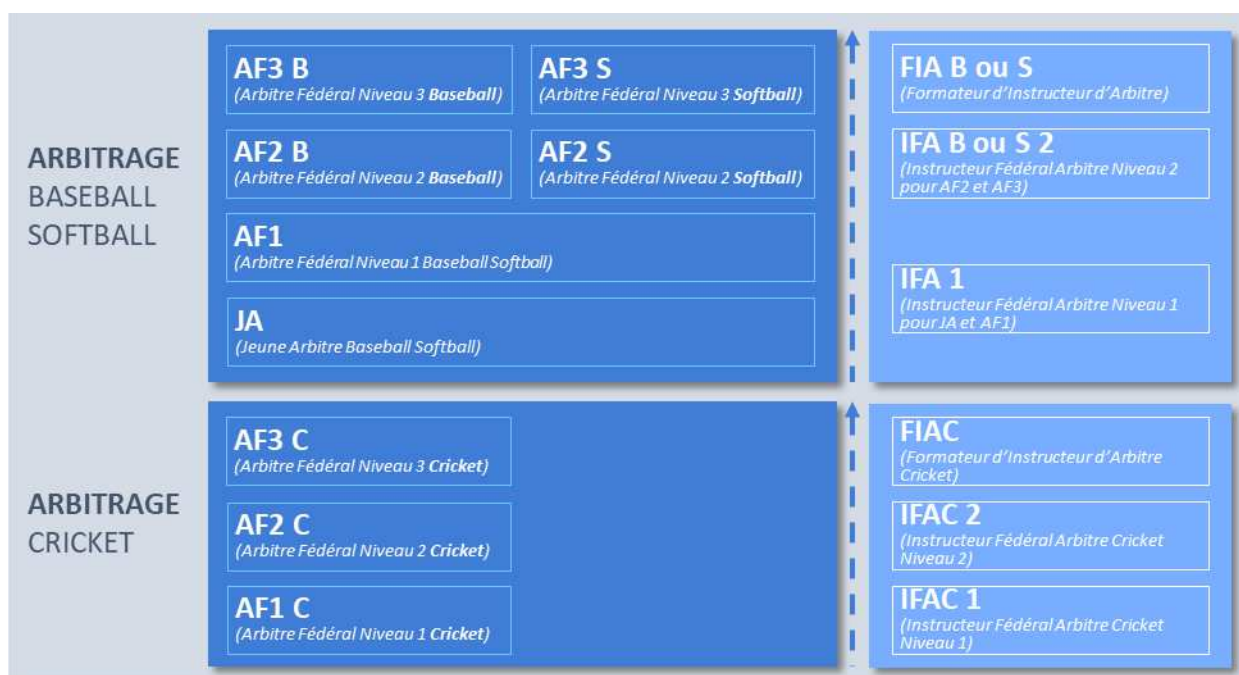 ARBITRAGE
BASEBALL
SOFTBALL
AF3 B
(Arbitre Fédéral Niveau 3 Baseball)
AF3 S
(Arbitre Fédéral Niveau 3 Softball)
AF2 B
(Arbitre Fédéral Niveau 2 Baseball)
AF2 S
(Arbitre Fédéral Niveau 2 Softball)
AF1
(Arbitre Fédéral Niveau 1 Baseball Softball)
JA
(Jeune Arbitre Baseball Softball)
FIA B ou S
(Formateur d'Instructeur d'Arbitre)
IFA B ou S 2
(Instructeur Fédéral Arbitre Niveau 2
pour AF2 et AF3)
IFA 1
(Instructeur Fédéral Arbitre Niveau 1
pour JA et AF1)
ARBITRAGE
CRICKET
AF3 C
(Arbitre Fédéral Niveau 3 Cricket)
AF2 C
(Arbitre Fédéral Niveau 2 Cricket)
AF1 C
(Arbitre Fédéral Niveau 1 Cricket)
FIAC
(Formateur d'Instructeur d'Arbitre
Cricket)
IFAC 2
(Instructeur Fédéral Arbitre Cricket
Niveau 2)
IFAC 1
(Instructeur Fédéral Arbitre Cricket
Niveau 1)